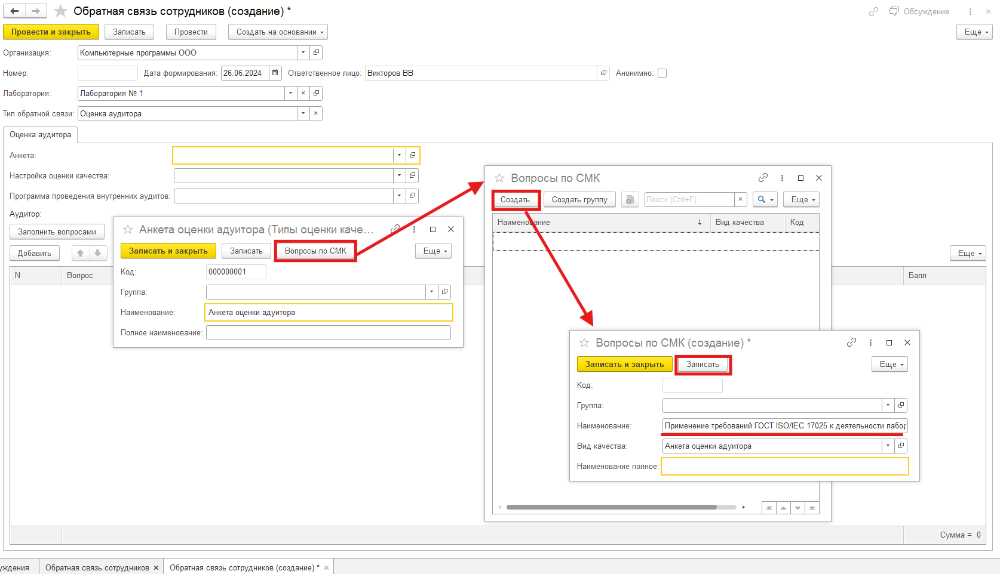 Обратная связь сотрудников (создание) *
Обсуждение
Провести и закрыть
Записать
Провести
Создать на основании
Еще
Организация: Компьютерные программы ООО
Номер: Дата формирования: 26.06.2024 Ответственное лицо: Викторов ВВ Анонимно:
Лаборатория: Лаборатория № 1
Тип обратной связи: Оценка аудитора
Оценка аудитора
Анкета:
Настройка оценки качества:
Программа проведения внутренних аудитов:
Аудитор:
Заполнить вопросами
Добавить
Еще
N Вопрос Балл
Анкета оценки адуитора (Типы оценки каче...
Записать и закрыть
Записать
Вопросы по СМК
Еще
Код: 000000001
Группа:
Наименование: Анкета оценки адуитора
Полное наименование:
Вопросы по СМК
Создать
Создать группу
Поиск (Ctrl+F)
×
Еще
Наименование ↓ Вид качества Код
Вопросы по СМК (создание) *
Записать и закрыть
Записать
Еще
Код:
Группа:
Наименование: Применение требований ГОСТ ISO/IEC 17025 к деятельности лабор
Вид качества: Анкета оценки адуитора
Наименование полное:
Сумма = 0
уждения
Обратная связь сотрудников ×
Обратная связь сотрудников (создание) * ×